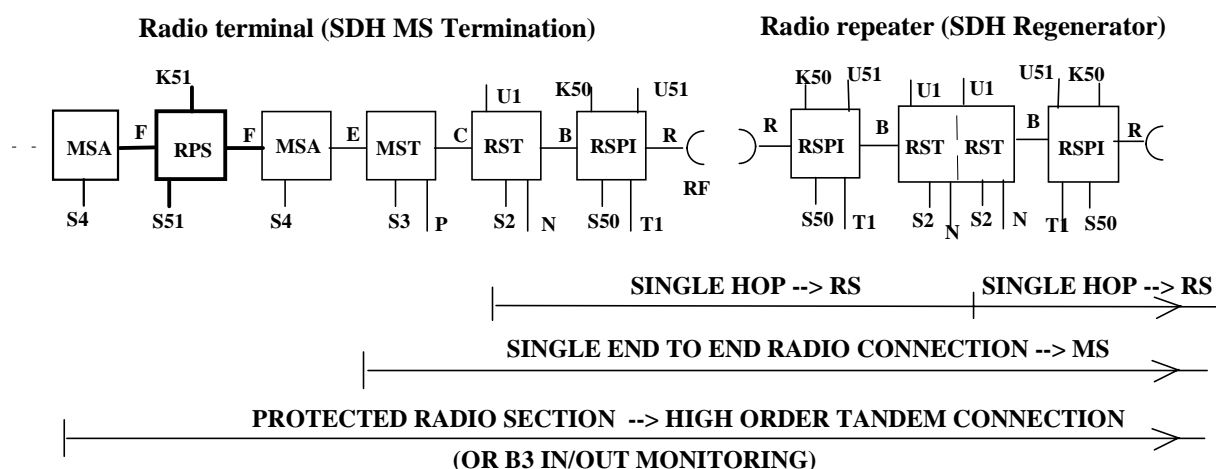 Radio terminal (SDH MS Termination) Radio repeater (SDH Regenerator)
K51 U1 K50 U51 K50 U51 U1 U1 U51 K50
- - MSA F RPS F MSA E MST C RST B RSPI R R RSPI B RST RST B RSPI R
RF
S4 S51 S4 S3 P S2 N S50 T1 S50 T1 S2 N S2 N T1 S50
SINGLE HOP --> RS SINGLE HOP --> RS
SINGLE END TO END RADIO CONNECTION --> MS
PROTECTED RADIO SECTION --> HIGH ORDER TANDEM CONNECTION
(OR B3 IN/OUT MONITORING)